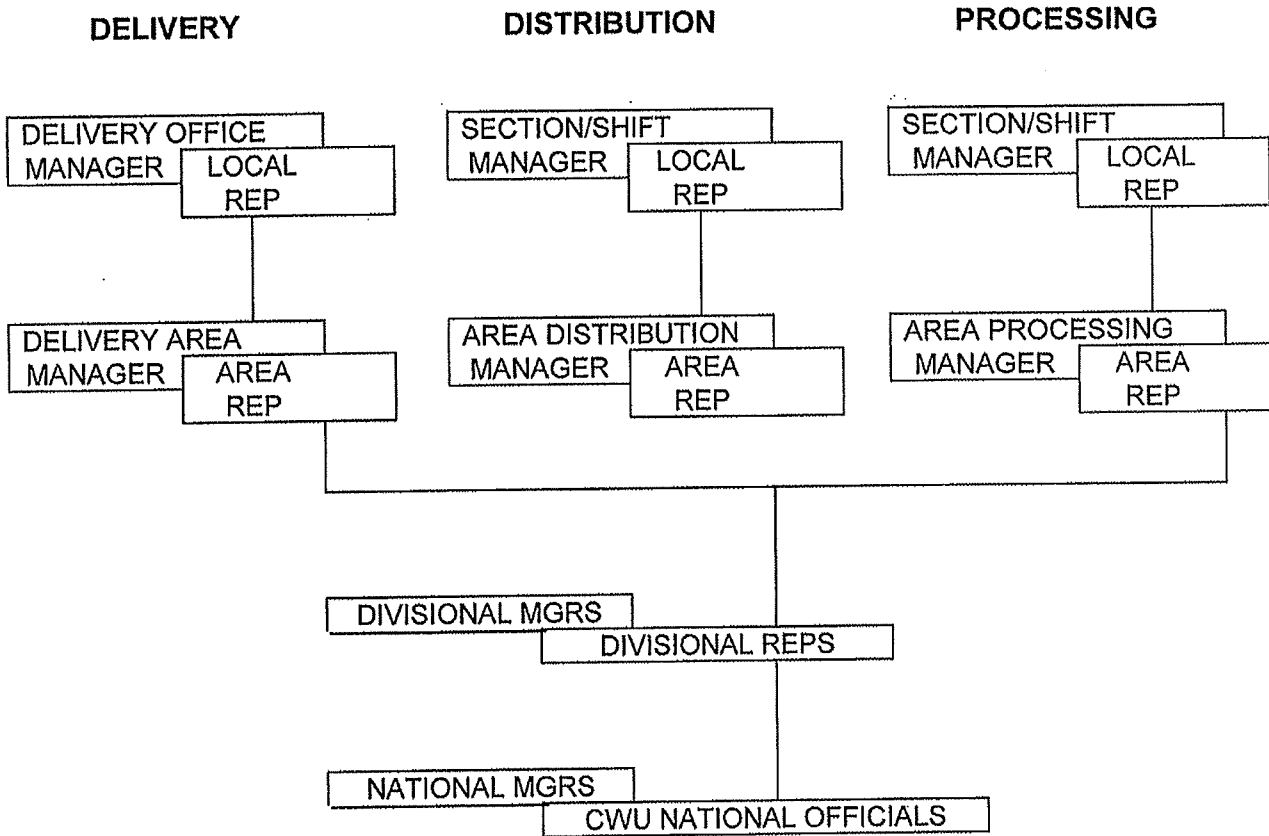 DELIVERY
DISTRIBUTION
PROCESSING
DELIVERY OFFICE
MANAGER
LOCAL
REP
SECTION/SHIFT
MANAGER
LOCAL
REP
SECTION/SHIFT
MANAGER
LOCAL
REP
DELIVERY AREA
MANAGER
AREA
REP
AREA DISTRIBUTION
MANAGER
AREA
REP
AREA PROCESSING
MANAGER
AREA
REP
DIVISIONAL MGRS
DIVISIONAL REPS
NATIONAL MGRS
CWU NATIONAL OFFICIALS